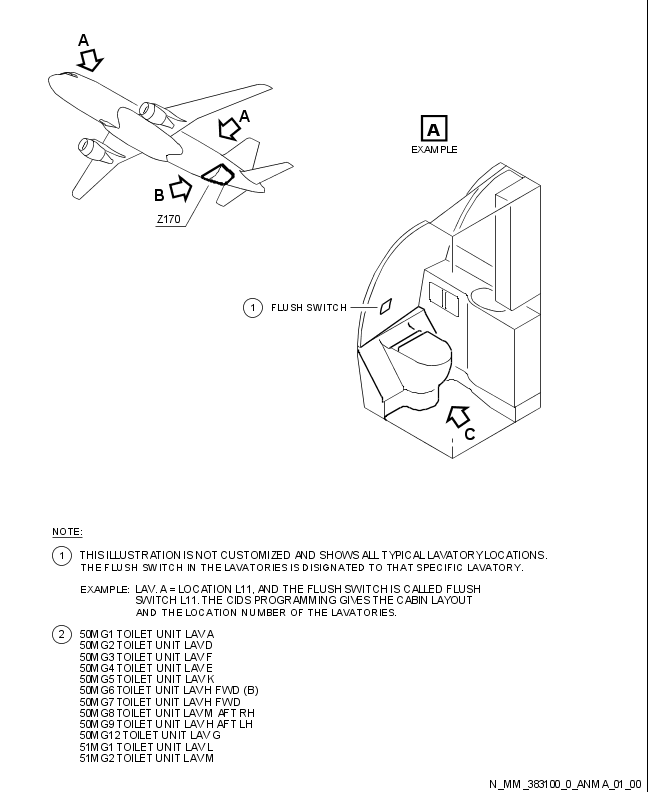 A
A
A
EXAMPLE
B
Z170
1 FLUSH SWITCH
C
NOTE:
1 THIS ILLUSTRATION IS NOT CUSTOMIZED AND SHOWS ALL TYPICAL LAVATORY LOCATIONS.
THE FLUSH SWITCH IN THE LAVATORIES IS DISIGNATED TO THAT SPECIFIC LAVATORY.
EXAMPLE: LAV. A = LOCATION L11, AND THE FLUSH SWITCH IS CALLED FLUSH
SWITCH L11. THE CIDS PROGRAMMING GIVES THE CABIN LAYOUT
AND THE LOCATION NUMBER OF THE LAVATORIES.
2 50MG1 TOILET UNIT LAV A
50MG2 TOILET UNIT LAV D
50MG3 TOILET UNIT LAV F
50MG4 TOILET UNIT LAV E
50MG5 TOILET UNIT LAV K
50MG6 TOILET UNIT LAV H FWD (B)
50MG7 TOILET UNIT LAV H FWD
50MG8 TOILET UNIT LAV M AFT RH
50MG9 TOILET UNIT LAV H AFT LH
50MG12 TOILET UNIT LAV G
51MG1 TOILET UNIT LAV L
51MG2 TOILET UNIT LAV M
N_MM_383100_0_ANMA_01_00